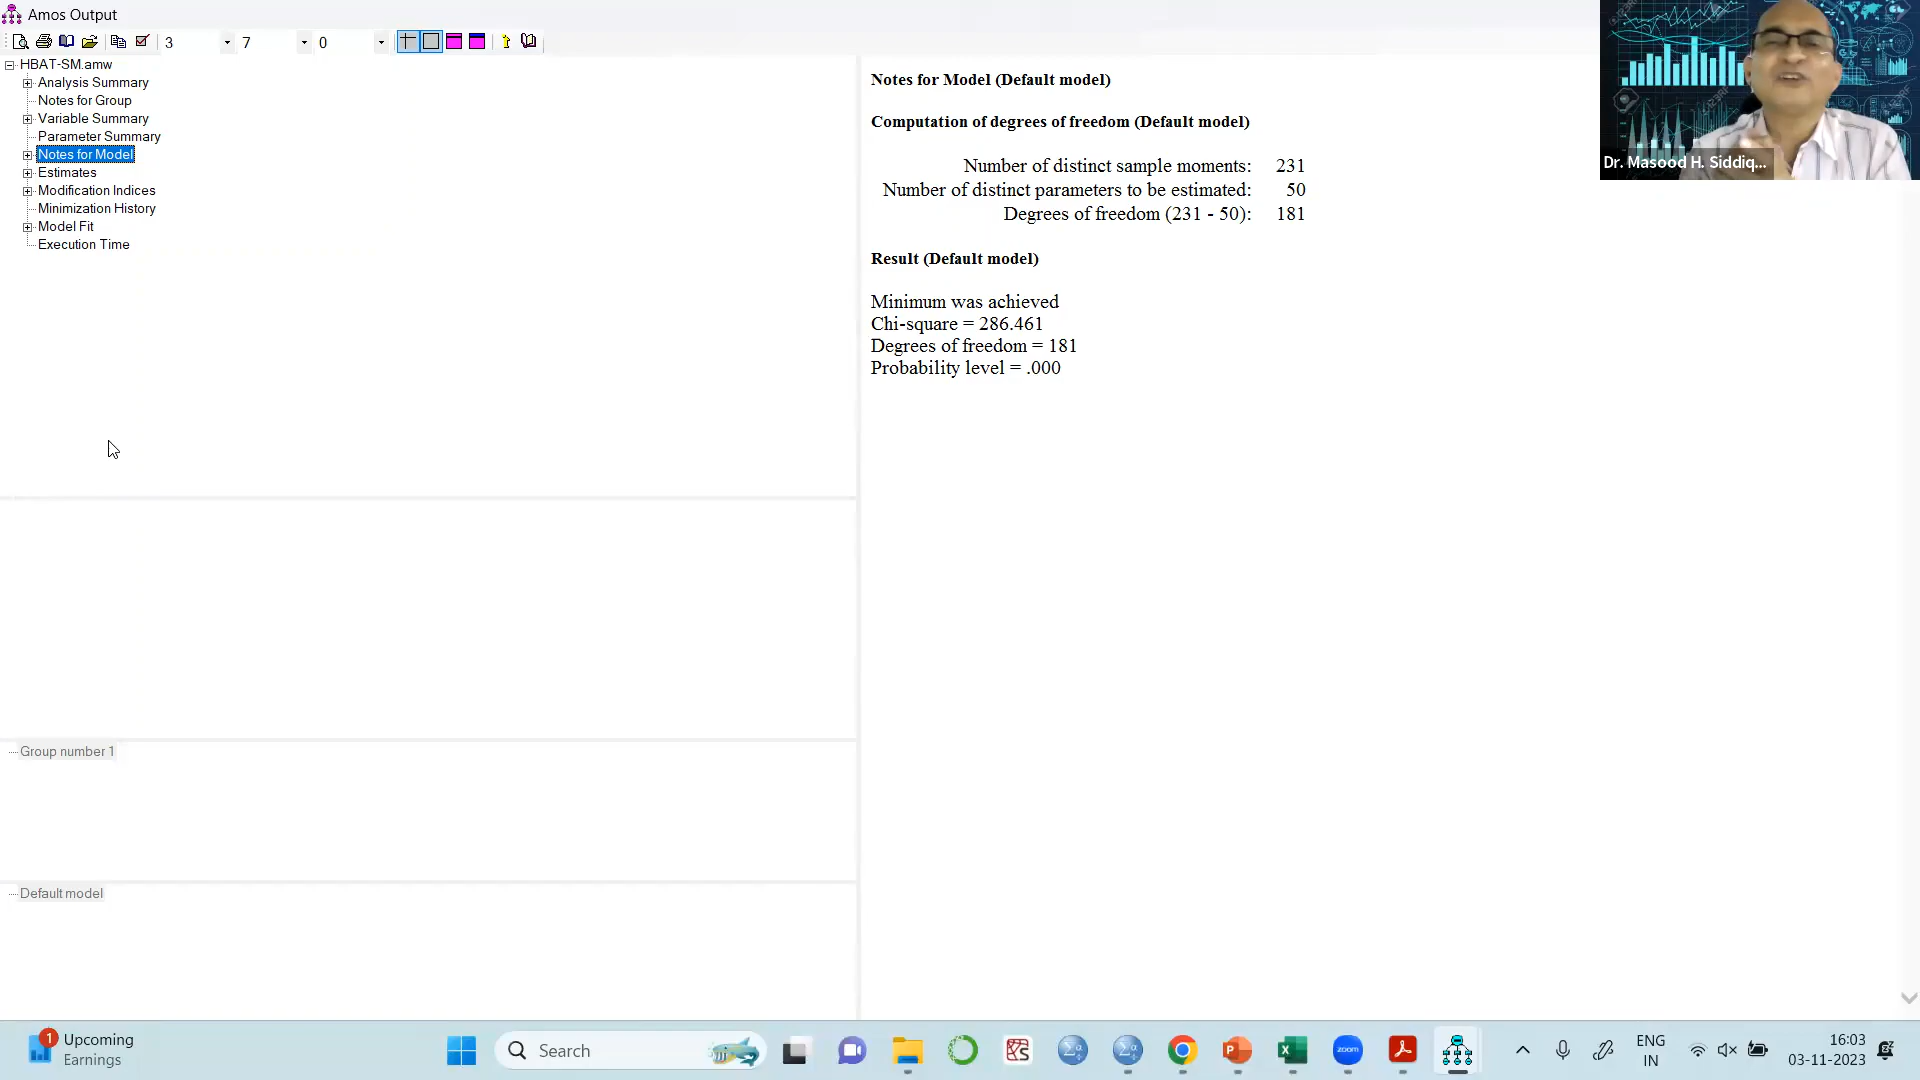 Amos Output
3 7 0
HBAT-SM.amw
Analysis Summary
Notes for Group
Variable Summary
Parameter Summary
Notes for Model
Estimates
Modification Indices
Minimization History
Model Fit
Execution Time
Group number 1
Default model
Notes for Model (Default model)
Computation of degrees of freedom (Default model)
Number of distinct sample moments: 231
Number of distinct parameters to be estimated: 50
Degrees of freedom (231 - 50): 181
Result (Default model)
Minimum was achieved
Chi-square = 286.461
Degrees of freedom = 181
Probability level = .000
Dr. Masood H. Siddiq...
1
Upcoming
Earnings
Search
zoom
ENG
IN
16:03
03-11-2023